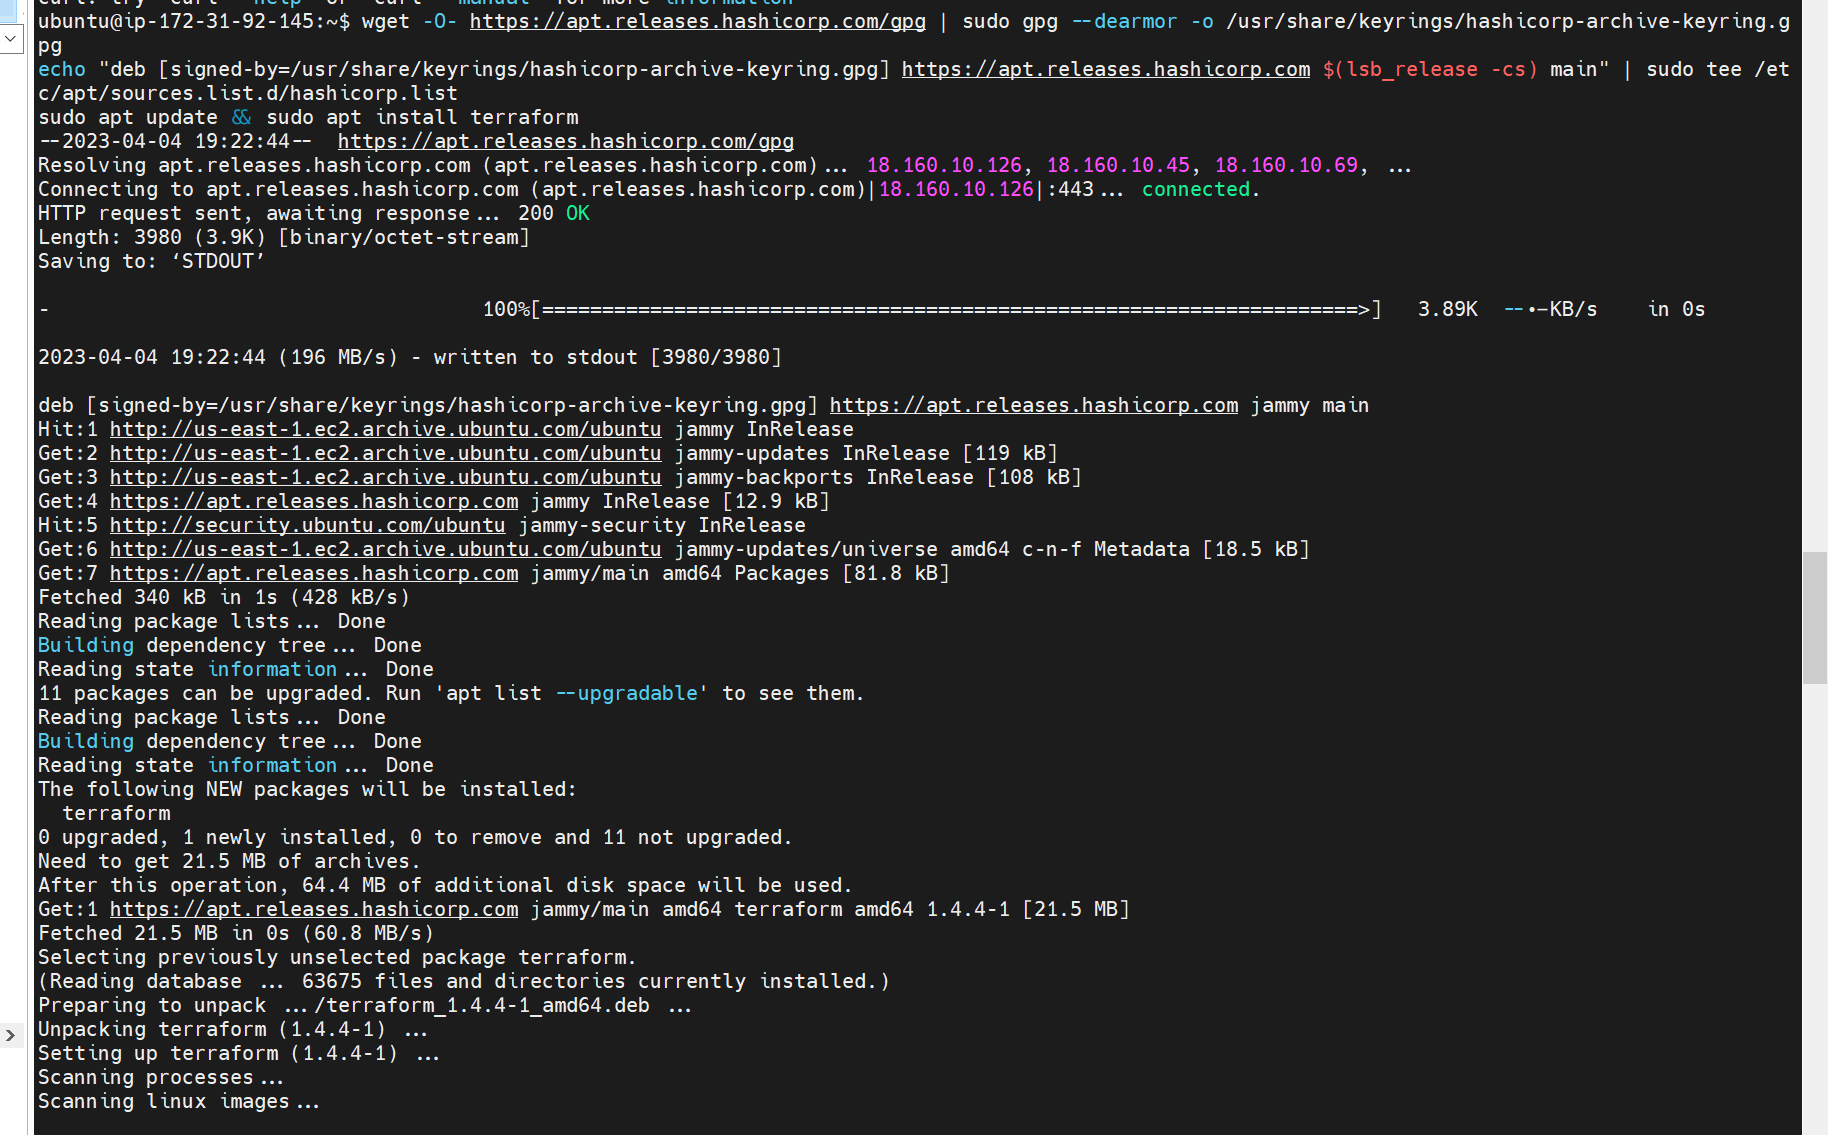 curl: try 'curl --help' or 'curl --manual' for more information
ubuntu@ip-172-31-92-145:~$ wget -O- https://apt.releases.hashicorp.com/gpg | sudo gpg --dearmor -o /usr/share/keyrings/hashicorp-archive-keyring.g
pg
echo "deb [signed-by=/usr/share/keyrings/hashicorp-archive-keyring.gpg] https://apt.releases.hashicorp.com $(lsb_release -cs) main" | sudo tee /et
c/apt/sources.list.d/hashicorp.list
sudo apt update && sudo apt install terraform
--2023-04-04 19:22:44--  https://apt.releases.hashicorp.com/gpg
Resolving apt.releases.hashicorp.com (apt.releases.hashicorp.com)... 18.160.10.126, 18.160.10.45, 18.160.10.69, ...
Connecting to apt.releases.hashicorp.com (apt.releases.hashicorp.com)|18.160.10.126|:443... connected.
HTTP request sent, awaiting response... 200 OK
Length: 3980 (3.9K) [binary/octet-stream]
Saving to: ‘STDOUT’
-                                    100%[====================================================================>]   3.89K  --•-KB/s    in 0s
2023-04-04 19:22:44 (196 MB/s) - written to stdout [3980/3980]
deb [signed-by=/usr/share/keyrings/hashicorp-archive-keyring.gpg] https://apt.releases.hashicorp.com jammy main
Hit:1 http://us-east-1.ec2.archive.ubuntu.com/ubuntu jammy InRelease
Get:2 http://us-east-1.ec2.archive.ubuntu.com/ubuntu jammy-updates InRelease [119 kB]
Get:3 http://us-east-1.ec2.archive.ubuntu.com/ubuntu jammy-backports InRelease [108 kB]
Get:4 https://apt.releases.hashicorp.com jammy InRelease [12.9 kB]
Hit:5 http://security.ubuntu.com/ubuntu jammy-security InRelease
Get:6 http://us-east-1.ec2.archive.ubuntu.com/ubuntu jammy-updates/universe amd64 c-n-f Metadata [18.5 kB]
Get:7 https://apt.releases.hashicorp.com jammy/main amd64 Packages [81.8 kB]
Fetched 340 kB in 1s (428 kB/s)
Reading package lists... Done
Building dependency tree... Done
Reading state information... Done
11 packages can be upgraded. Run 'apt list --upgradable' to see them.
Reading package lists... Done
Building dependency tree... Done
Reading state information... Done
The following NEW packages will be installed:
  terraform
0 upgraded, 1 newly installed, 0 to remove and 11 not upgraded.
Need to get 21.5 MB of archives.
After this operation, 64.4 MB of additional disk space will be used.
Get:1 https://apt.releases.hashicorp.com jammy/main amd64 terraform amd64 1.4.4-1 [21.5 MB]
Fetched 21.5 MB in 0s (60.8 MB/s)
Selecting previously unselected package terraform.
(Reading database ... 63675 files and directories currently installed.)
Preparing to unpack .../terraform_1.4.4-1_amd64.deb ...
Unpacking terraform (1.4.4-1) ...
Setting up terraform (1.4.4-1) ...
Scanning processes...
Scanning linux images...